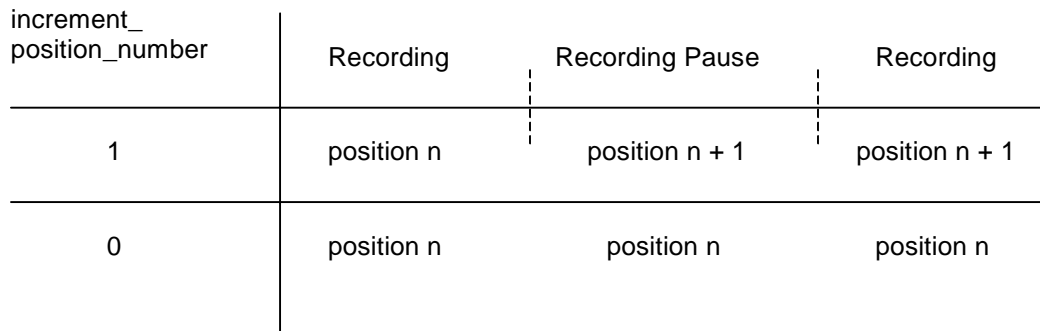 increment_
position_number
Recording Recording Pause Recording
1 position n position n + 1 position n + 1
0 position n position n position n